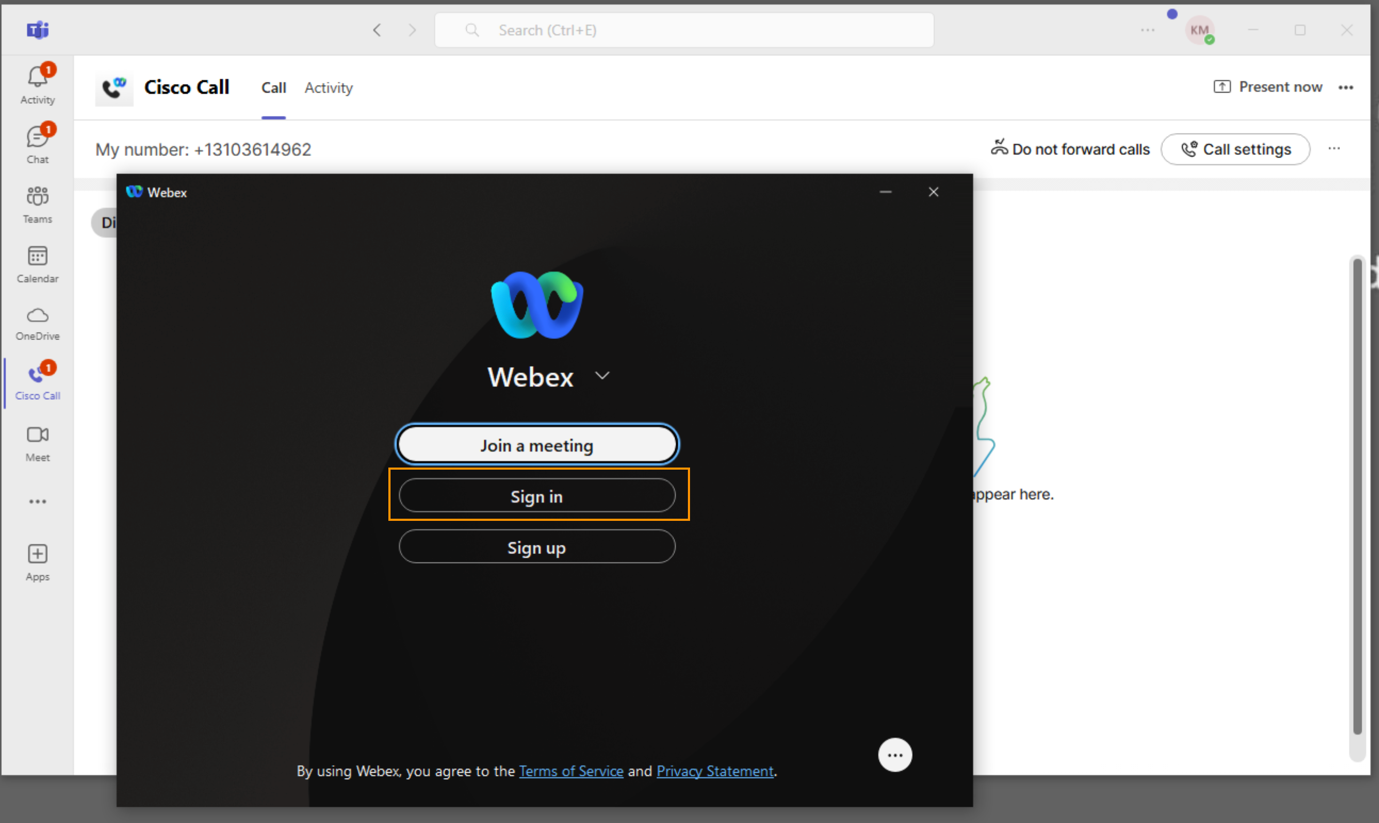 Search (Ctrl+E)
KM
1
Activity
Cisco Call
Call
Activity
Present now
1
Chat
My number: +13103614962
Do not forward calls
Call settings
Teams
Calendar
OneDrive
1
Cisco Call
Meet
Apps
Di
Webex
Webex
Join a meeting
Sign in
Sign up
appear here.
By using Webex, you agree to the Terms of Service and Privacy Statement.